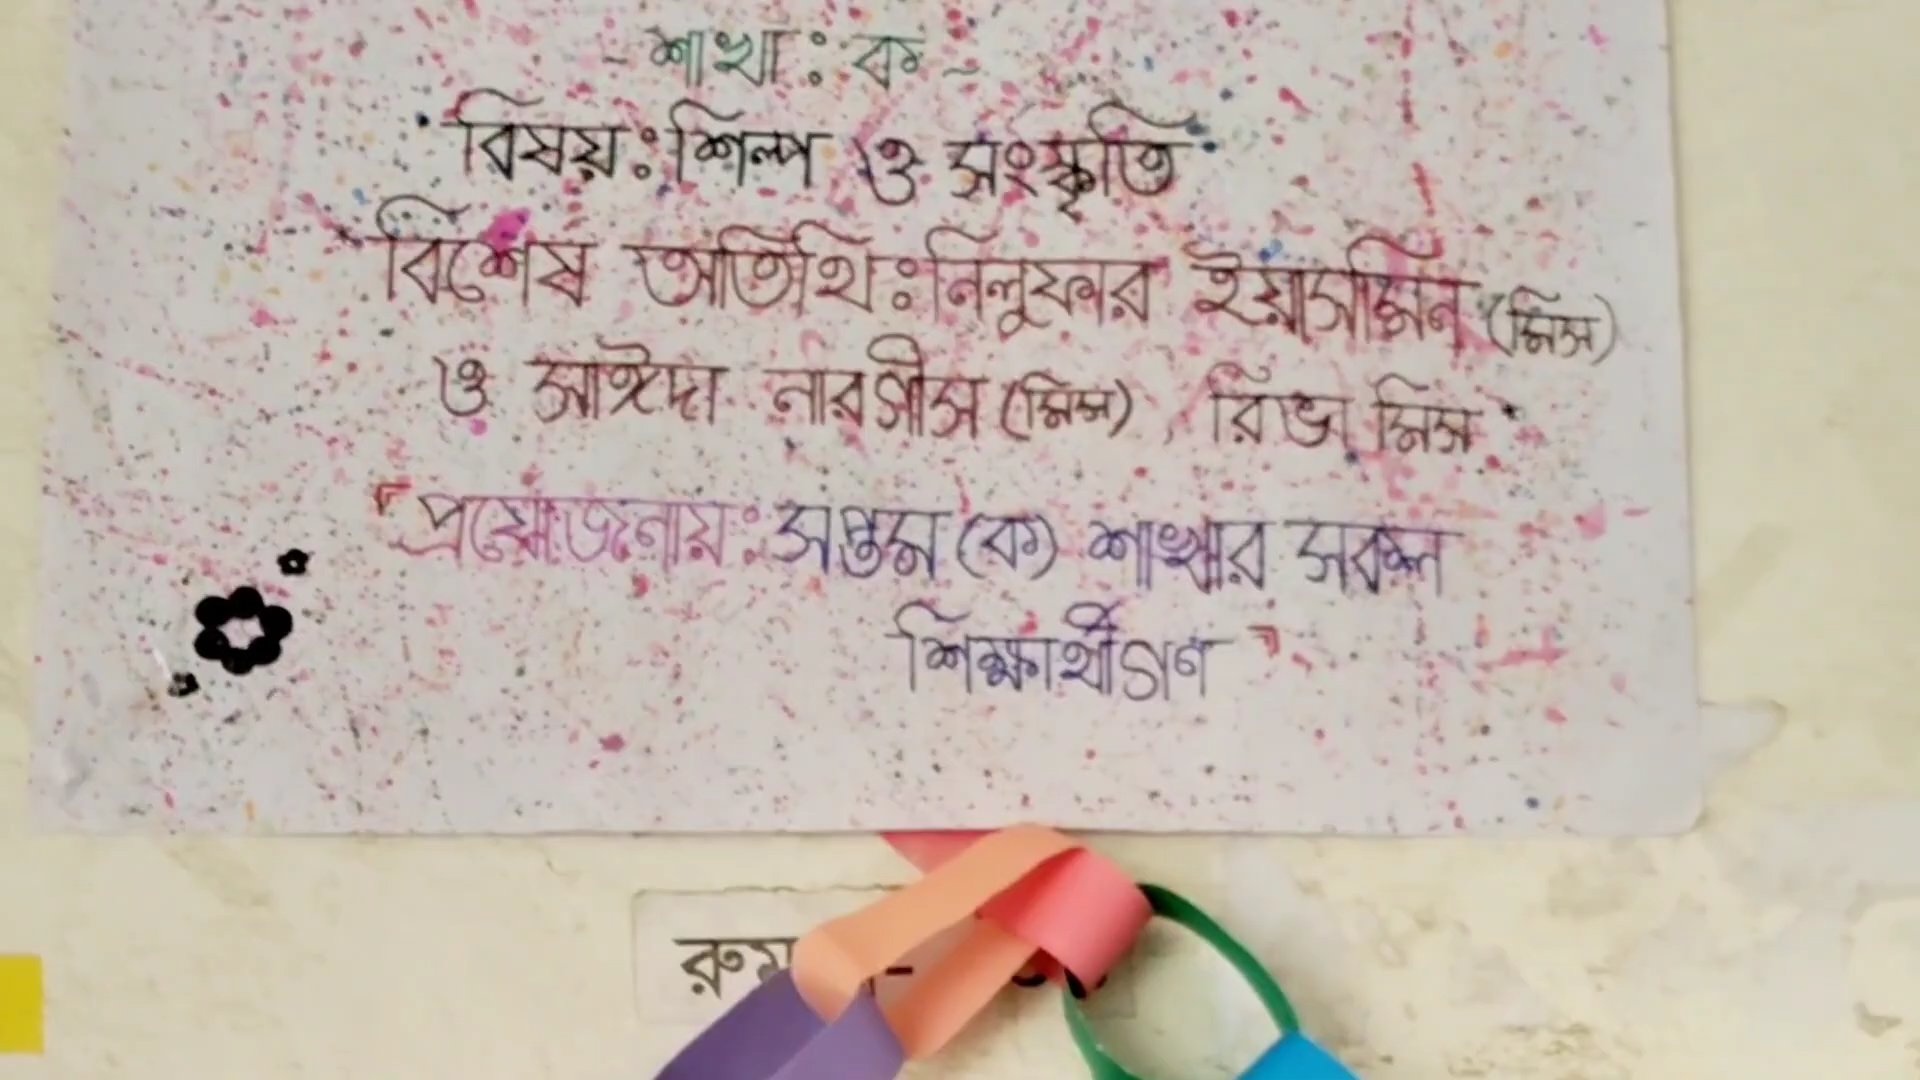 - শাখা : ক -
বিষয়ঃ শিল্প ও সংস্কৃতি
বিশেষ অতিথিঃ নিলুফার ইয়াসমিন (মিস)
ও সাঈদা নারগীস (মিস), রিভা মিস
"প্রযোজনায়ঃ সপ্তম (ক) শাখার সকল
শিক্ষার্থীগণ"